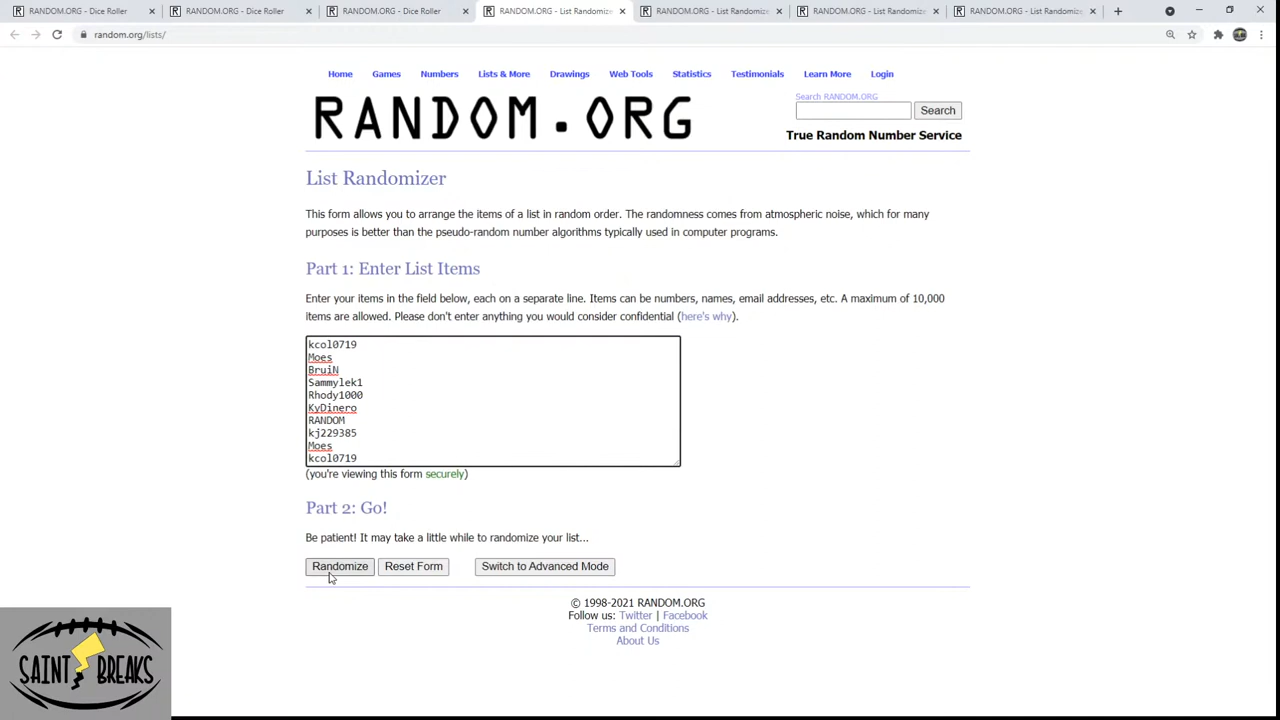 RANDOM.ORG - Dice Roller
RANDOM.ORG - Dice Roller
RANDOM.ORG - Dice Roller
RANDOM.ORG - List Randomizer
RANDOM.ORG - List Randomize
RANDOM.ORG - List Randomize
RANDOM.ORG - List Randomize
random.org/lists/
Home Games Numbers Lists & More Drawings Web Tools Statistics Testimonials Learn More Login
RANDOM.ORG
Search RANDOM.ORG
Search
True Random Number Service
List Randomizer
This form allows you to arrange the items of a list in random order. The randomness comes from atmospheric noise, which for many
purposes is better than the pseudo-random number algorithms typically used in computer programs.
Part 1: Enter List Items
Enter your items in the field below, each on a separate line. Items can be numbers, names, email addresses, etc. A maximum of 10,000
items are allowed. Please don't enter anything you would consider confidential (here's why).
kcol0719
Moes
BruiN
Sammylek1
Rhody1000
KyDinero
RANDOM
kj229385
Moes
kcol0719
(you're viewing this form securely)
Part 2: Go!
Be patient! It may take a little while to randomize your list...
Randomize Reset Form Switch to Advanced Mode
© 1998-2021 RANDOM.ORG
Follow us: Twitter | Facebook
Terms and Conditions
About Us
SAINT BREAKS